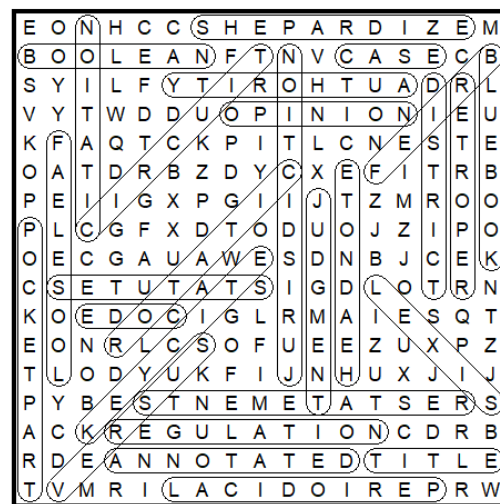 E O N H C C S H E P A R D I Z E M
B O O L E A N F T N V C A S E C B
S Y I L F Y T I R O H T U A D R L
V Y T W D D U O P I N I O N I E U
K F A Q T C K P I T L C N E S T E
O A T D R B Z D Y C X E F I T R B
P E I I G X P G I I J T Z M R O O
P L C G F X D T O D U O J Z I P O
O E C G A U A W E S D N B J C E K
C S E T U T A T S I G D L O T R N
K O E D O C I G L R M A I E S Q T
E O N R L C S O F U E E Z U X P Z
T L O D Y U K F I J N H U X J I J
P Y B E S T N E M E T A T S E R S
A C K R E G U L A T I O N C D R B
R D E A N N O T A T E D T I T L E
T V M R I L A C I D O I R E P R W